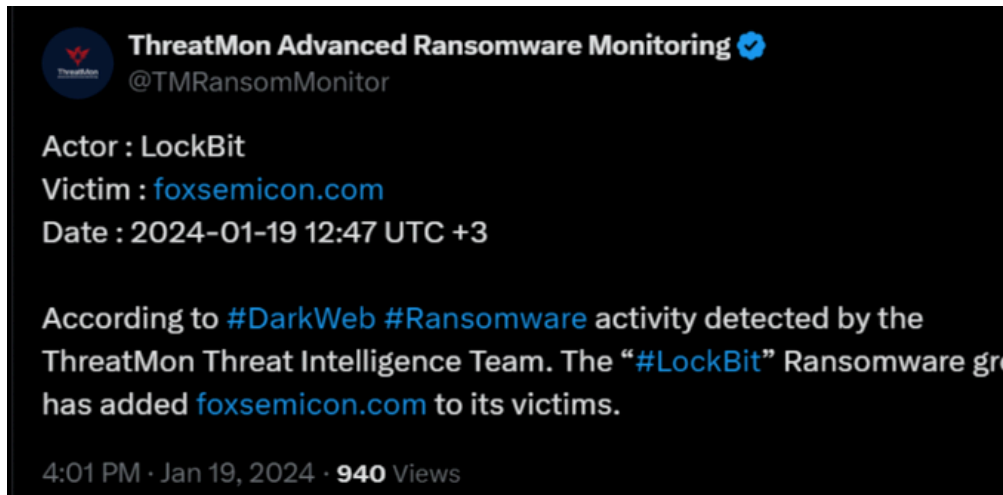 ThreatMon Advanced Ransomware Monitoring
ThreatMon
@TMRansomMonitor
Actor : LockBit
Victim : foxsemicon.com
Date : 2024-01-19 12:47 UTC +3
According to #DarkWeb #Ransomware activity detected by the
ThreatMon Threat Intelligence Team. The “#LockBit” Ransomware
has added foxsemicon.com to its victims.
4:01 PM · Jan 19, 2024 · 940 Views